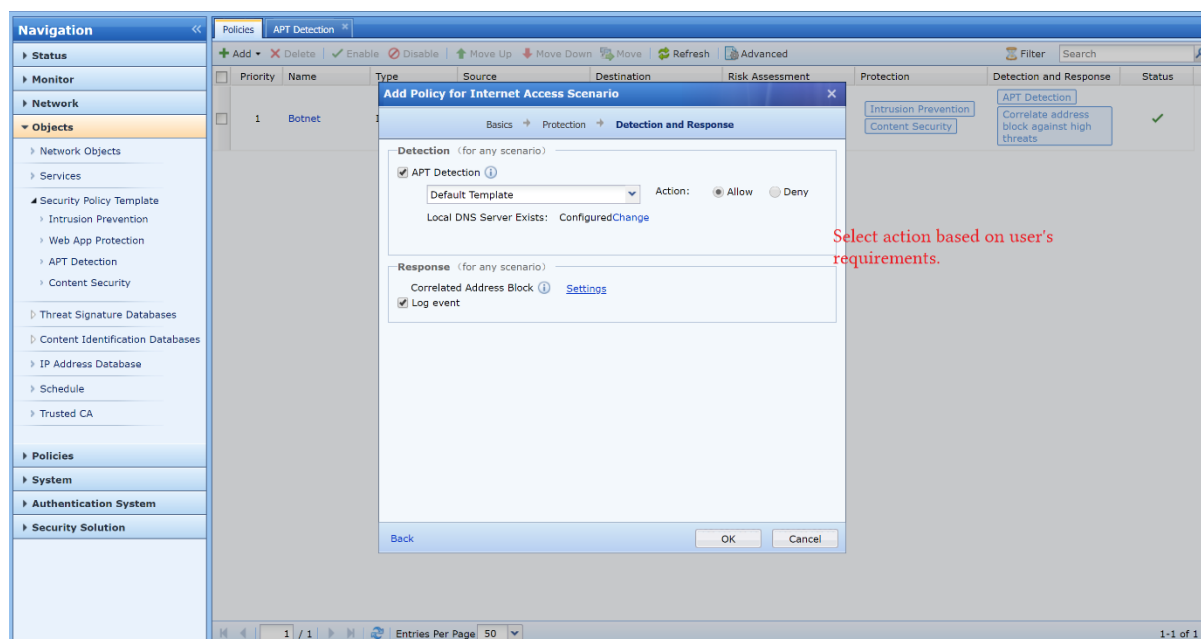 Navigation
Status
Monitor
Network
Objects
Network Objects
Services
Security Policy Template
Intrusion Prevention
Web App Protection
APT Detection
Content Security
Threat Signature Databases
Content Identification Databases
IP Address Database
Schedule
Trusted CA
Policies
System
Authentication System
Security Solution
Policies APT Detection
Add Delete Enable Disable Move Up Move Down Move Refresh Advanced Filter Search
Priority Name Type Source Destination Risk Assessment Protection Detection and Response Status
1 Botnet
Intrusion Prevention
Content Security
APT Detection
Correlate address
block against high
threats
Add Policy for Internet Access Scenario
Basics Protection Detection and Response
Detection (for any scenario)
APT Detection
Default Template Action: Allow Deny
Local DNS Server Exists: ConfiguredChange
Response (for any scenario)
Correlated Address Block Settings
Log event
Back OK Cancel
Select action based on user's
requirements.
1 / 1 Entries Per Page 50 1-1 of 1